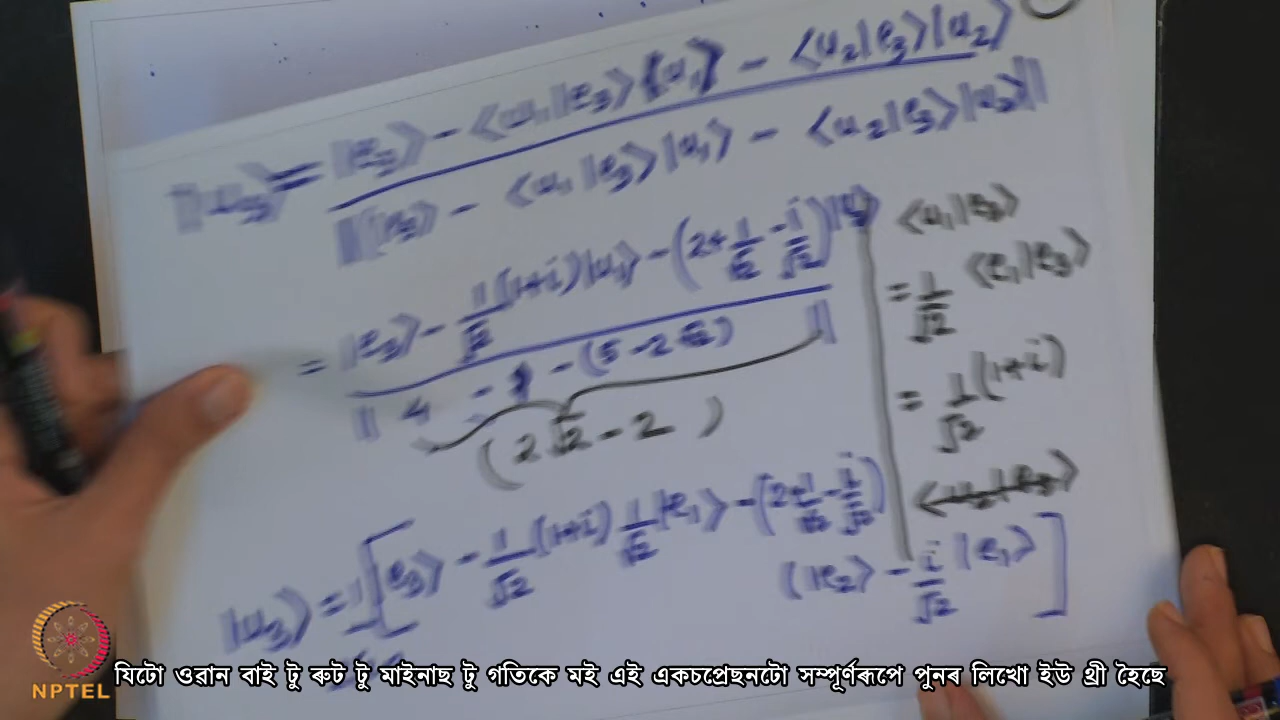 |u₃⟩ = |e₃⟩ - ⟨u₁|e₃⟩|u₁⟩ - ⟨u₂|e₃⟩|u₂⟩
|| |e₃⟩ - ⟨u₁|e₃⟩|u₁⟩ - ⟨u₂|e₃⟩|u₂⟩ ||
= |e₃⟩ - 1/√2 (1+i)|u₁⟩ - (2+1/√2 - i/√2)|u₂⟩
|| 4 - 1 - (5-2√2) ||
(2√2 - 2)
|u₃⟩ = [|e₃⟩ - 1/√2 (1+i) 1/√2 |e₁⟩ - (2+1/√2 - i/√2)
(|e₂⟩ - i/√2 |e₁⟩ ]
⟨u₁|e₃⟩
= 1/√2 ⟨e₁|e₃⟩
= 1/√2 (1+i)
NPTEL
যিটো ওৱান বাই টু ৰুট টু মাইনাছ টু গতিকে মই এই একচপ্ৰেছনটো সম্পূৰ্ণৰূপে পুনৰ লিখো ইউ থ্ৰী হৈছে